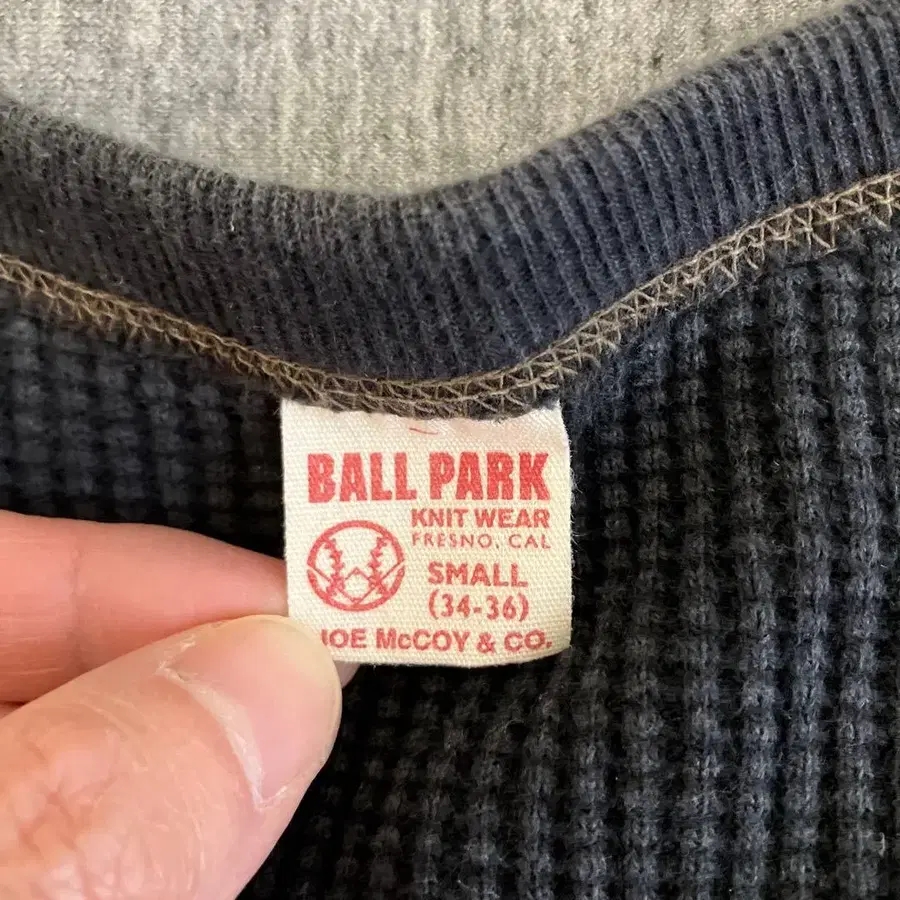 BALL PARK
KNIT WEAR
FRESNO, CAL
SMALL
(34-36)
JOE McCOY & CO.